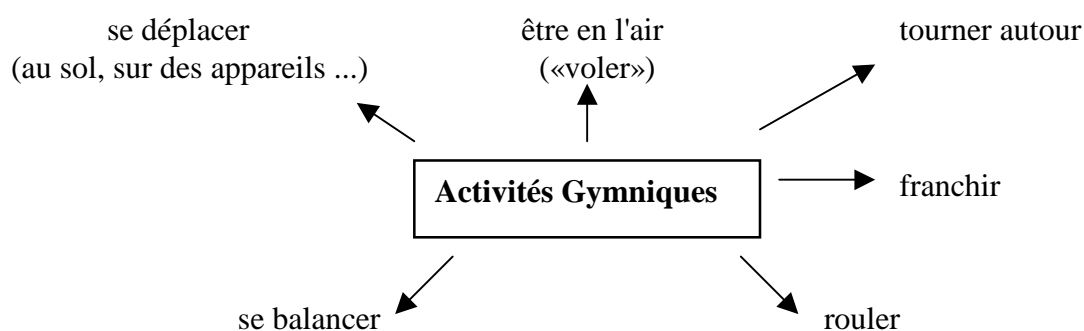 se déplacer
(au sol, sur des appareils ...)
être en l'air
(«voler»)
tourner autour
Activités Gymniques
franchir
se balancer
rouler